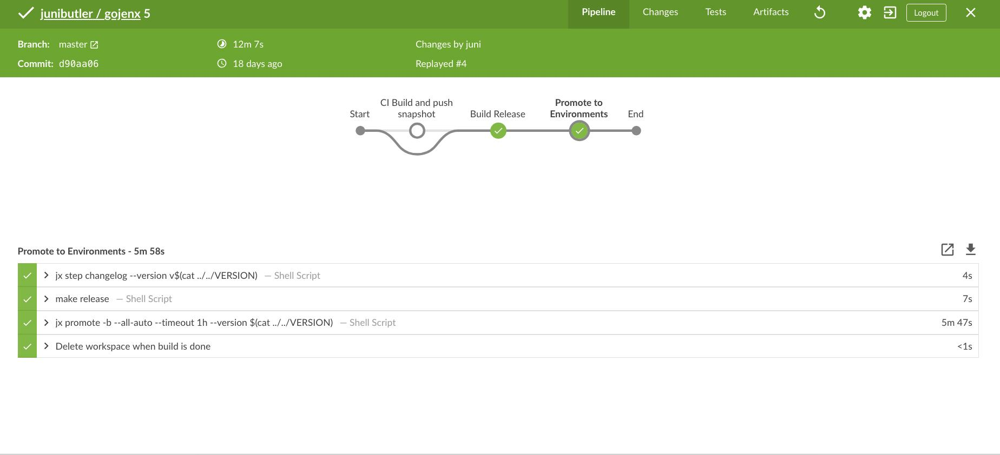 junibutler / gojenx 5
Pipeline
Changes
Tests
Artifacts
Logout
Branch: master
12m 7s
Changes by juni
Commit: d90aa06
18 days ago
Replayed #4
Start
CI Build and push
snapshot
Build Release
Promote to
Environments
End
Promote to Environments - 5m 58s
jx step changelog --version v$(cat ../../VERSION) — Shell Script 4s
make release — Shell Script 7s
jx promote -b --all-auto --timeout 1h --version $(cat ../../VERSION) — Shell Script 5m 47s
Delete workspace when build is done <1s